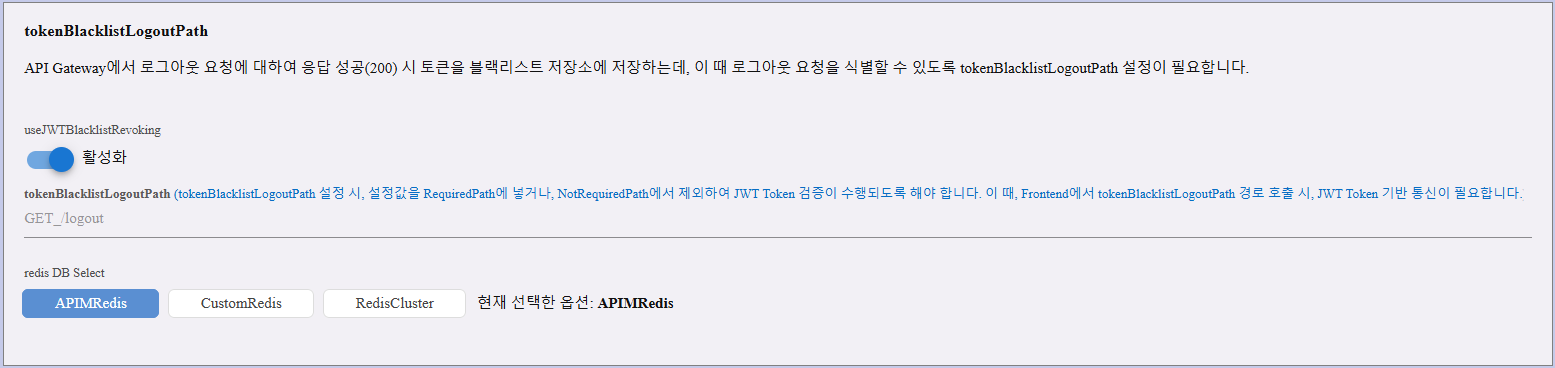 tokenBlacklistLogoutPath
API Gateway에서 로그아웃 요청에 대하여 응답 성공(200) 시 토큰을 블랙리스트 저장소에 저장하는데, 이 때 로그아웃 요청을 식별할 수 있도록 tokenBlacklistLogoutPath 설정이 필요합니다.
useJWTBlacklistRevoking
활성화
tokenBlacklistLogoutPath (tokenBlacklistLogoutPath 설정 시, 설정값을 RequiredPath에 넣거나, NotRequiredPath에서 제외하여 JWT Token 검증이 수행되도록 해야 합니다. 이 때, Frontend에서 tokenBlacklistLogoutPath 경로 호출 시, JWT Token 기반 통신이 필요합니다.
GET_/logout
redis DB Select
APIMRedis CustomRedis RedisCluster 현재 선택한 옵션: APIMRedis